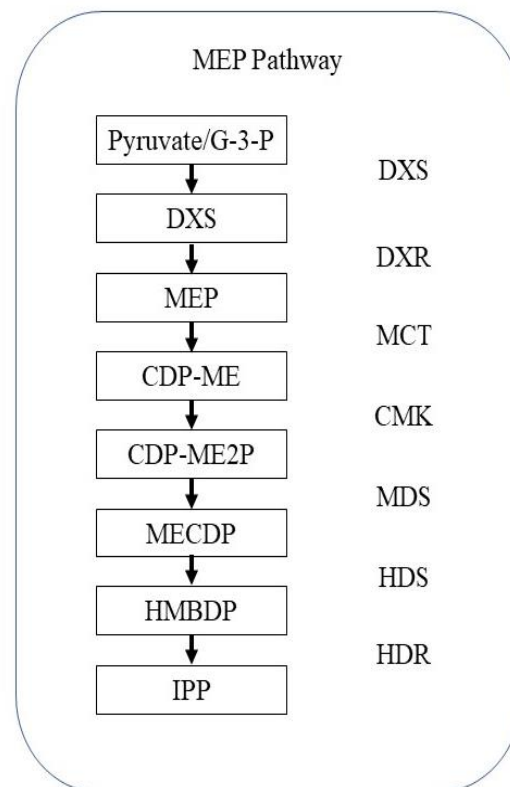 MEP Pathway
Pyruvate/G-3-P
DXS
DXS
DXR
MEP
MCT
CDP-ME
CMK
CDP-ME2P
MDS
MECDP
HDS
HMBDP
HDR
IPP